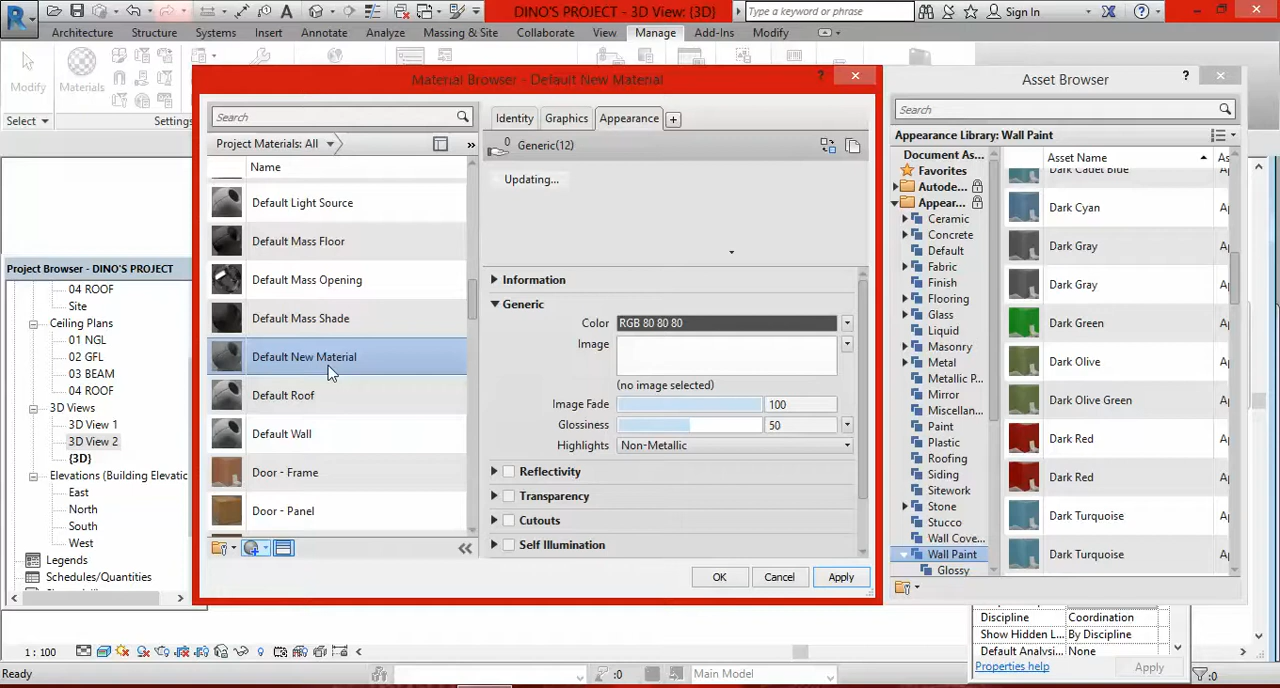 DINO'S PROJECT - 3D View: {3D}
Type a keyword or phrase
Sign In
Architecture Structure Systems Insert Annotate Analyze Massing & Site Collaborate View Manage Add-Ins Modify
Modify
Materials
Select
Settings
Material Browser - Default New Material
?
Search
Project Materials: All
Name
Default Light Source
Default Mass Floor
Default Mass Opening
Default Mass Shade
Default New Material
Default Roof
Default Wall
Door - Frame
Door - Panel
Identity Graphics Appearance
0
Generic(12)
Updating...
Information
Generic
Color RGB 80 80 80
Image
(no image selected)
Image Fade 100
Glossiness 50
Highlights Non-Metallic
Reflectivity
Transparency
Cutouts
Self Illumination
OK Cancel Apply
Asset Browser
?
Search
Appearance Library: Wall Paint
Document As...
Favorites
Autode...
Appear...
Ceramic
Concrete
Default
Fabric
Finish
Flooring
Glass
Liquid
Masonry
Metal
Metallic P...
Mirror
Miscellan...
Paint
Plastic
Roofing
Siding
Sitework
Stone
Stucco
Wall Cove...
Wall Paint
Glossy
Asset Name
Dark Cadet Blue
Dark Cyan
Dark Gray
Dark Gray
Dark Green
Dark Olive
Dark Olive Green
Dark Red
Dark Red
Dark Turquoise
Dark Turquoise
Project Browser - DINO'S PROJECT
04 ROOF
Site
Ceiling Plans
01 NGL
02 GFL
03 BEAM
04 ROOF
3D Views
3D View 1
3D View 2
{3D}
Elevations (Building Elevatic
East
North
South
West
Legends
Schedules/Quantities
Discipline Coordination
Show Hidden L By Discipline
Default Analysi... None
Properties help Apply
1 : 100
Ready
:0
Main Model
:0